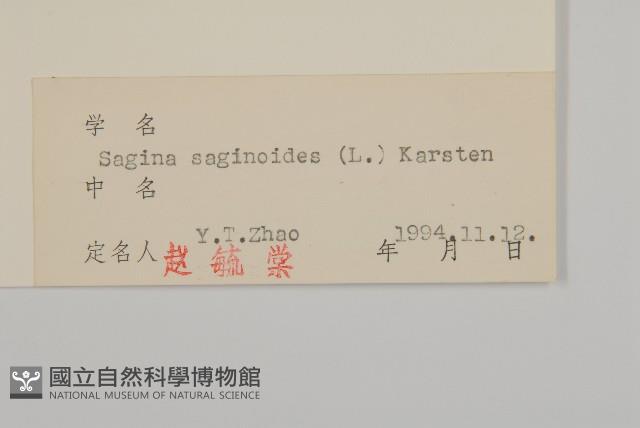 学 名
Sagina saginoides (L.) Karsten
中 名
Y.T.Zhao 1994.11.12.
定名人 赵 毓 棠 年 月 日
國立自然科學博物館
NATIONAL MUSEUM OF NATURAL SCIENCE